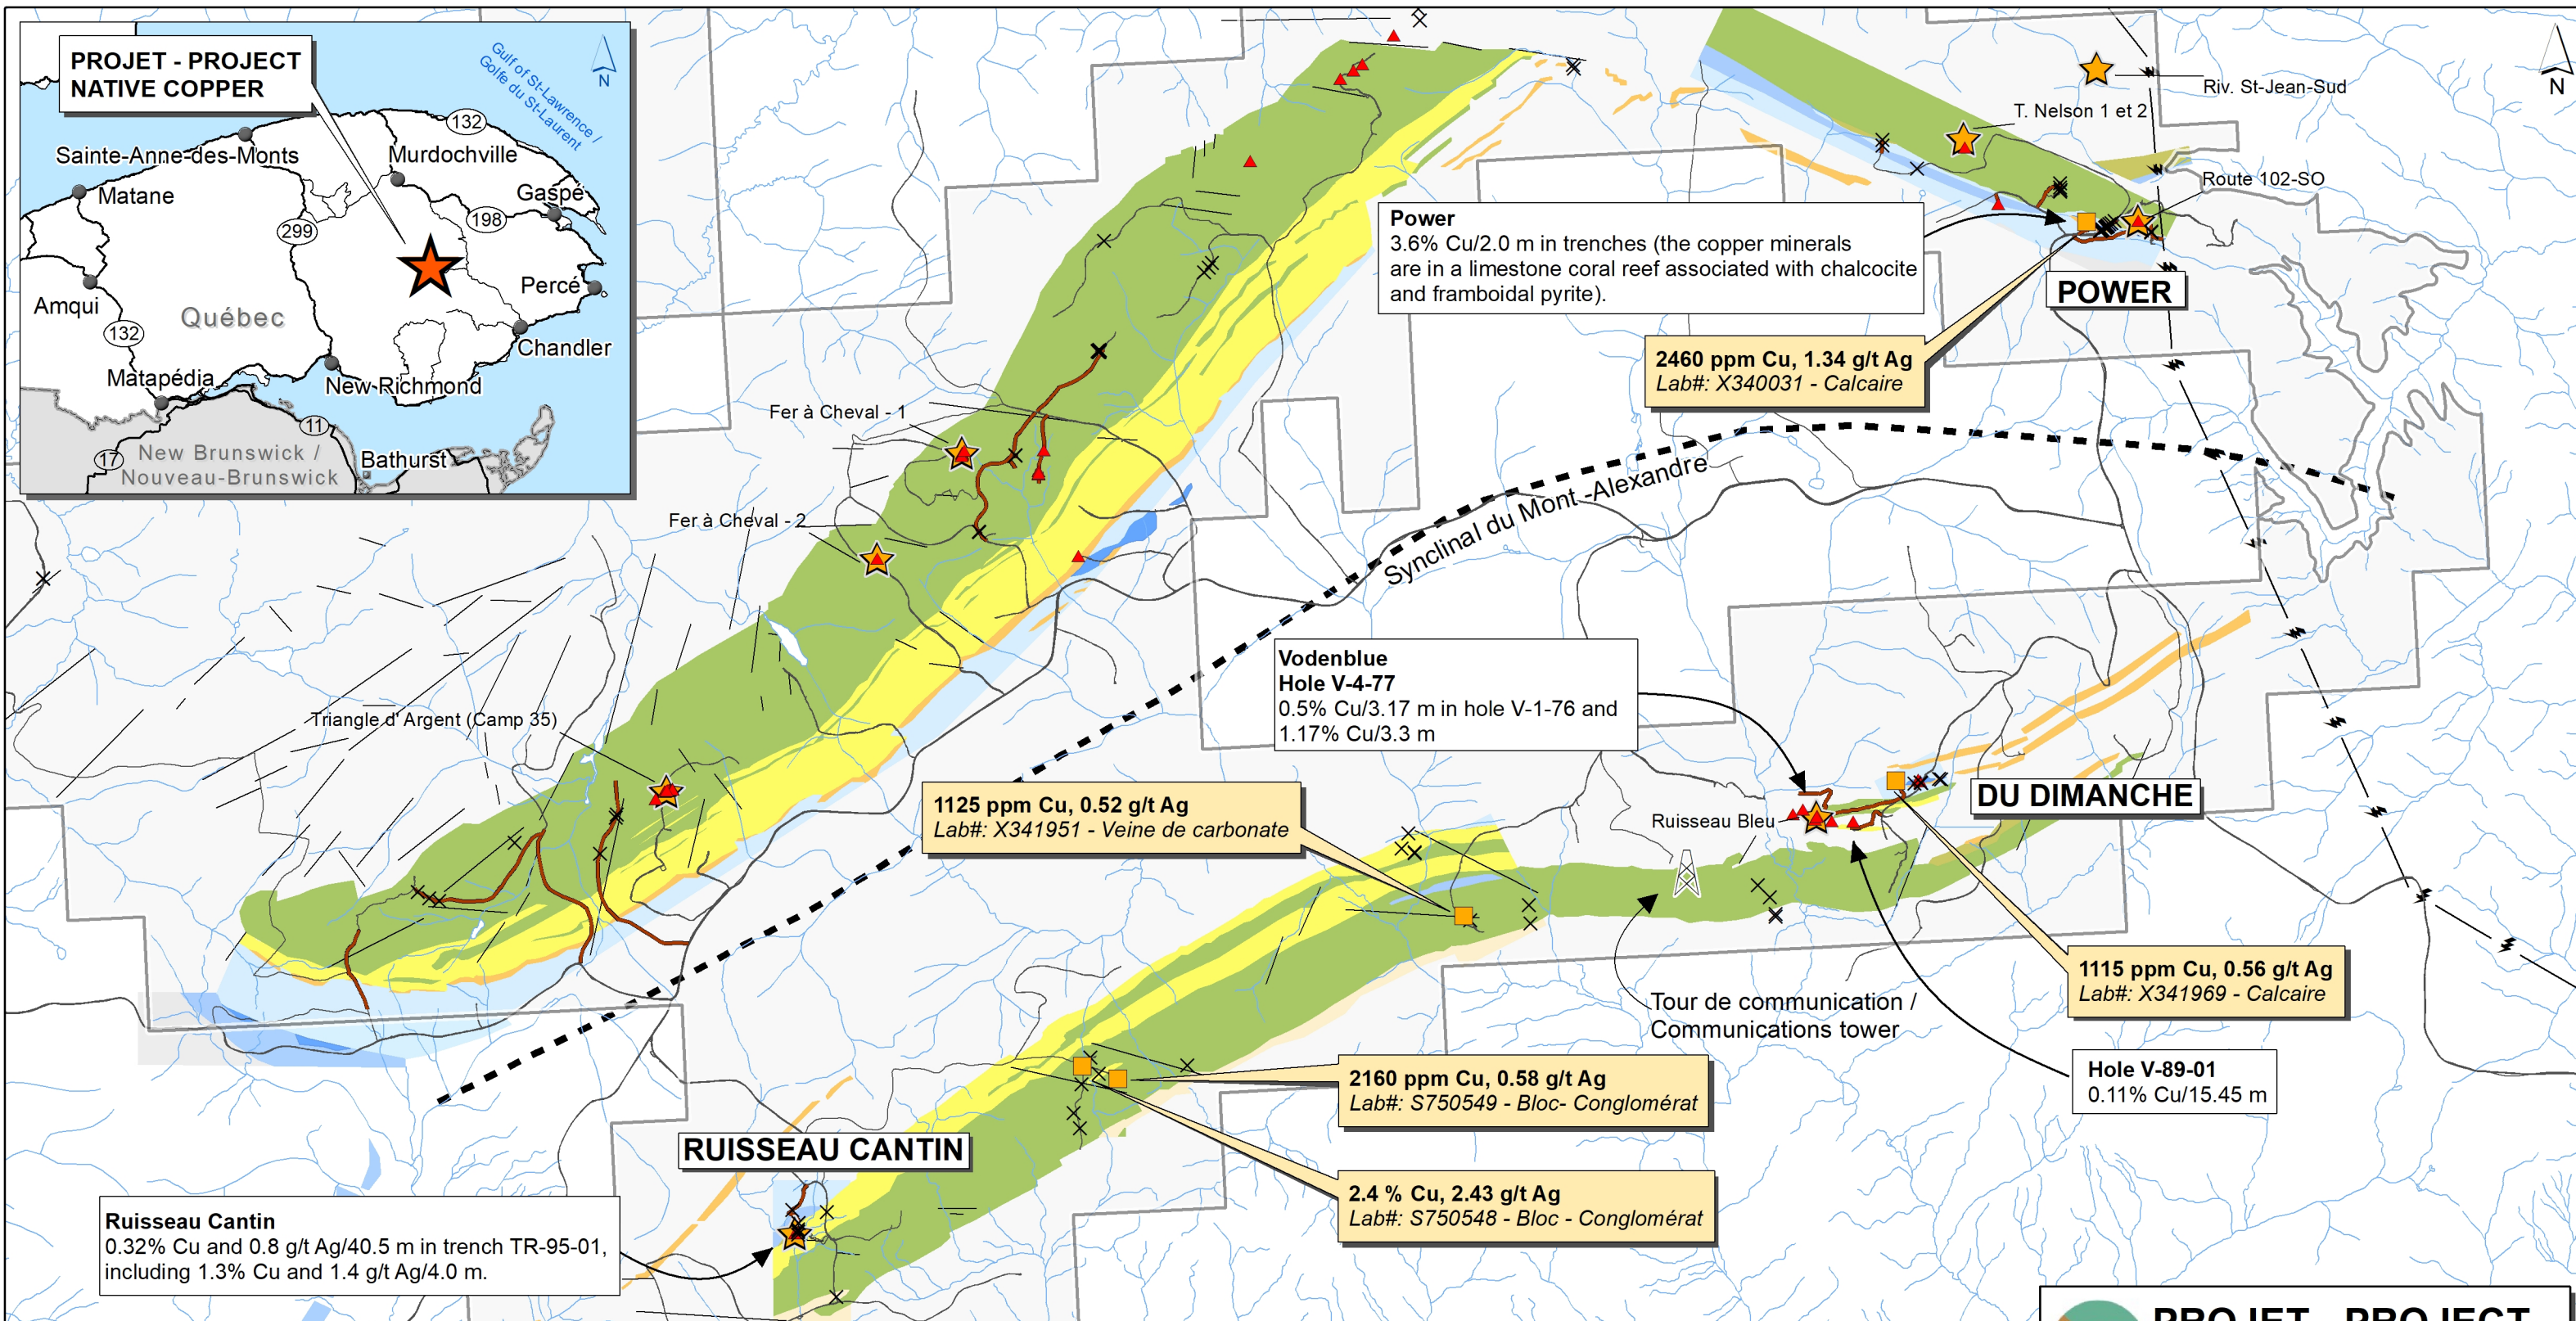 PROJET - PROJECT
NATIVE COPPER
Gulf of St-Lawrence /
Golfe du St-Laurent
N
132
Sainte-Anne-des-Monts
Murdochville
Matane
Gaspé
198
299
Percé
Amqui
Québec
132
Chandler
Matapédia
New Richmond
11
New Brunswick /
Nouveau-Brunswick
17
Bathurst
N
Riv. St-Jean-Sud
T. Nelson 1 et 2
Route 102-SO
Power
3.6% Cu/2.0 m in trenches (the copper minerals
are in a limestone coral reef associated with chalcocite
and framboidal pyrite).
POWER
2460 ppm Cu, 1.34 g/t Ag
Lab#: X340031 - Calcaire
Fer à Cheval - 1
Fer à Cheval - 2
Synclinal du Mont -Alexandre
Vodenblue
Hole V-4-77
0.5% Cu/3.17 m in hole V-1-76 and
1.17% Cu/3.3 m
Triangle d' Argent (Camp 35)
1125 ppm Cu, 0.52 g/t Ag
Lab#: X341951 - Veine de carbonate
Ruisseau Bleu
DU DIMANCHE
1115 ppm Cu, 0.56 g/t Ag
Lab#: X341969 - Calcaire
Tour de communication /
Communications tower
Hole V-89-01
0.11% Cu/15.45 m
2160 ppm Cu, 0.58 g/t Ag
Lab#: S750549 - Bloc- Conglomérat
RUISSEAU CANTIN
2.4 % Cu, 2.43 g/t Ag
Lab#: S750548 - Bloc - Conglomérat
Ruisseau Cantin
0.32% Cu and 0.8 g/t Ag/40.5 m in trench TR-95-01,
including 1.3% Cu and 1.4 g/t Ag/4.0 m.
PROJET - PROJECT